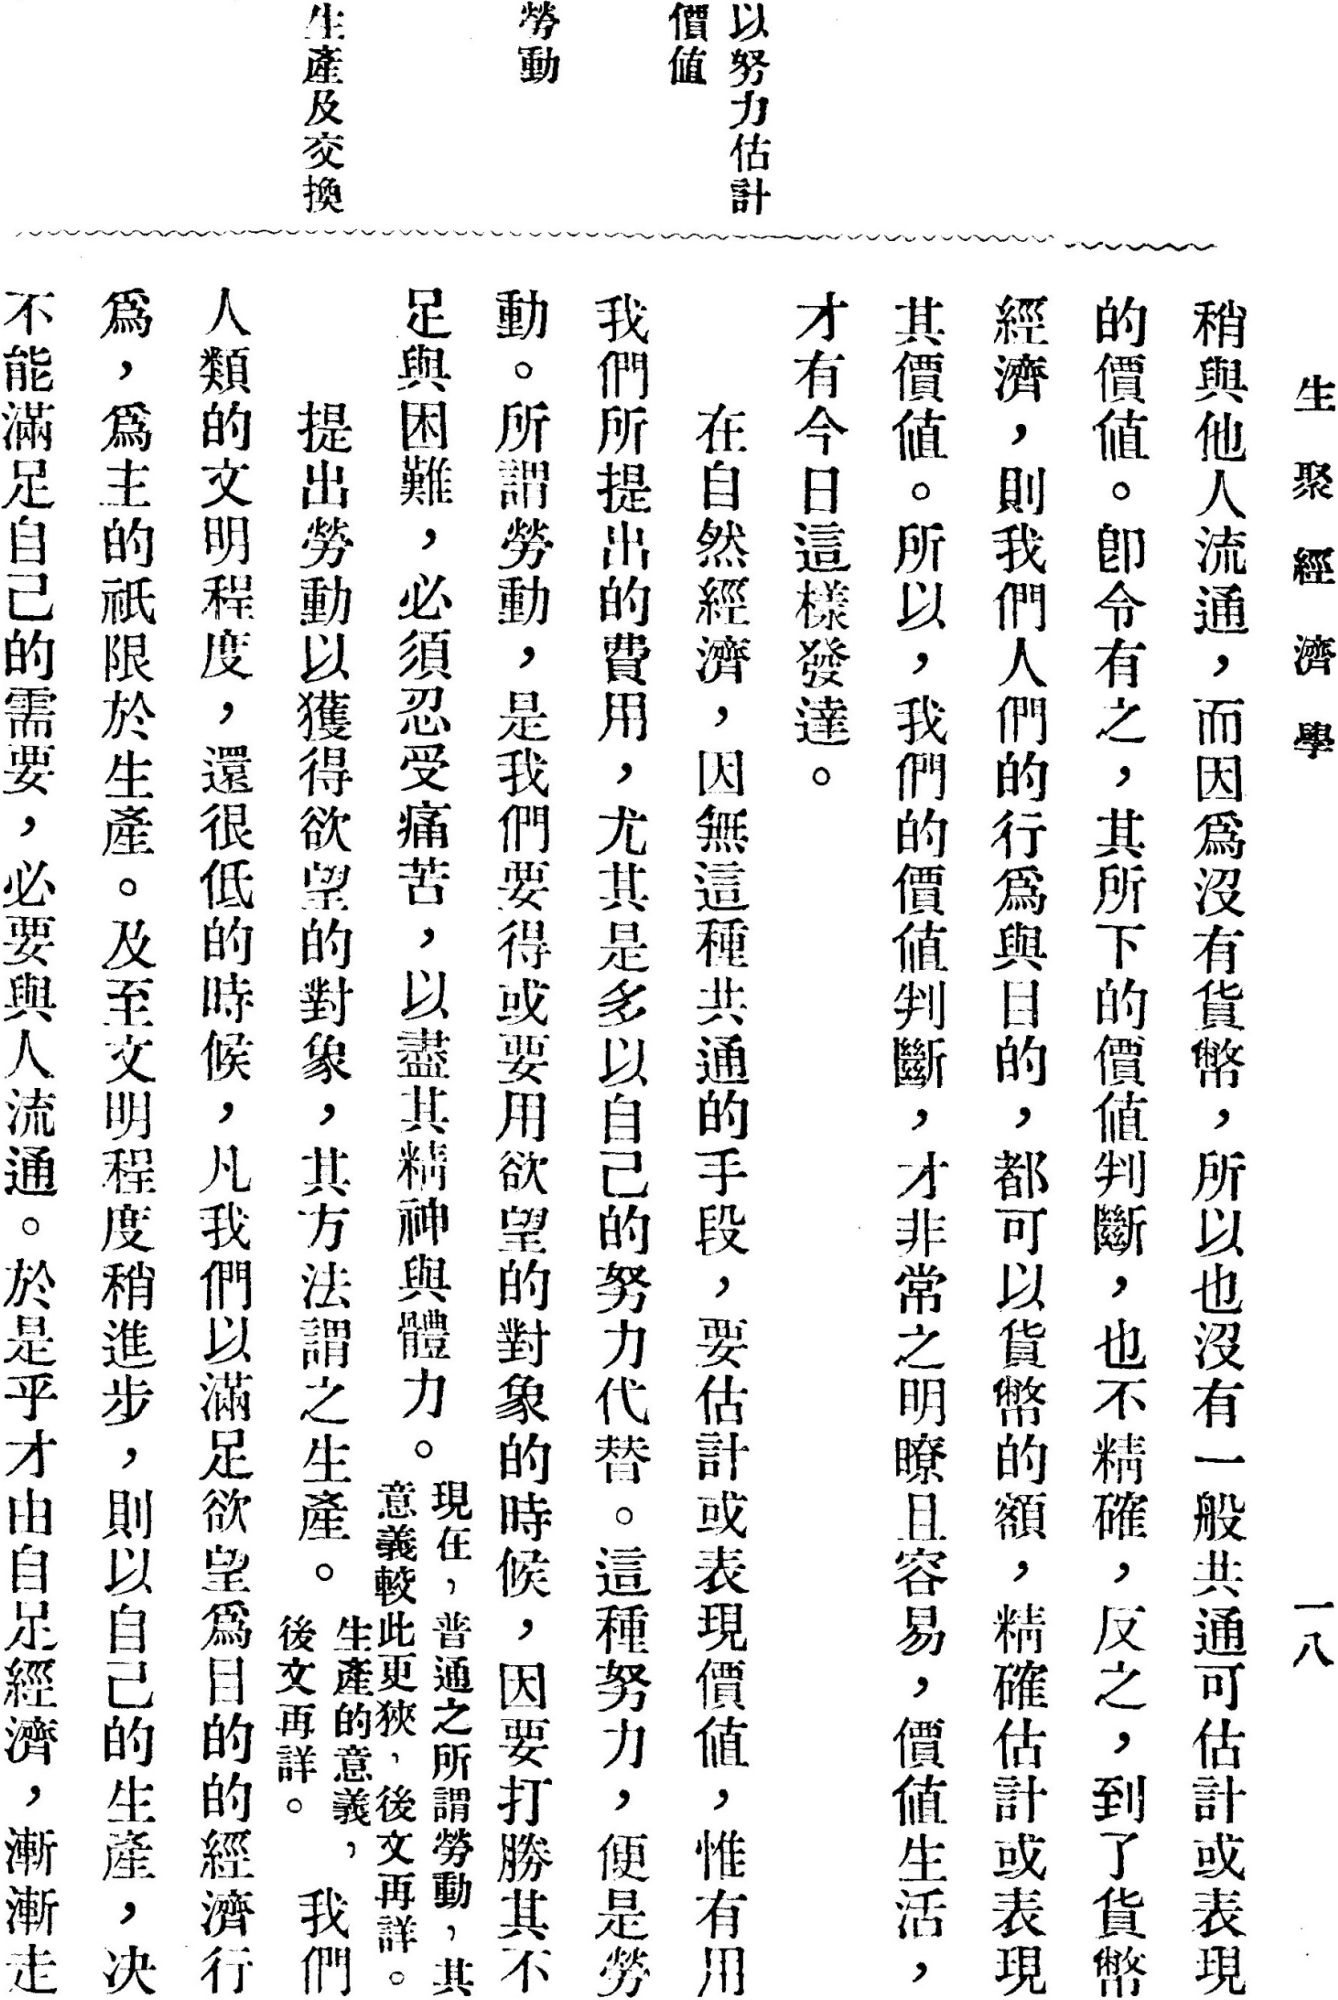 生聚經濟學 一八
稍與他人流通，而因爲沒有貨幣，所以也沒有一般共通可估計或表現
的價值。卽令有之，其所下的價值判斷，也不精確，反之，到了貨幣
經濟，則我們人們的行爲與目的，都可以貨幣的額，精確估計或表現
其價值。所以，我們的價值判斷，才非常之明瞭且容易，價值生活，
才有今日這樣發達。
以努力估計
價值
在自然經濟，因無這種共通的手段，要估計或表現價值，惟有用
我們所提出的費用，尤其是多以自己的努力代替。這種努力，便是勞
勞動
動。所謂勞動，是我們要得或要用欲望的對象的時候，因要打勝其不
足與困難，必須忍受痛苦，以盡其精神與體力。現在，普通之所謂勞動，其
意義較此更狹，後文再詳。
生產及交換
提出勞動以獲得欲望的對象，其方法謂之生產。生產的意義，
後文再詳。我們
人類的文明程度，還很低的時候，凡我們以滿足欲望爲目的的經濟行
爲，爲主的祇限於生產。及至文明程度稍進步，則以自己的生產，决
不能滿足自己的需要，必要與人流通。於是乎才由自足經濟，漸漸走